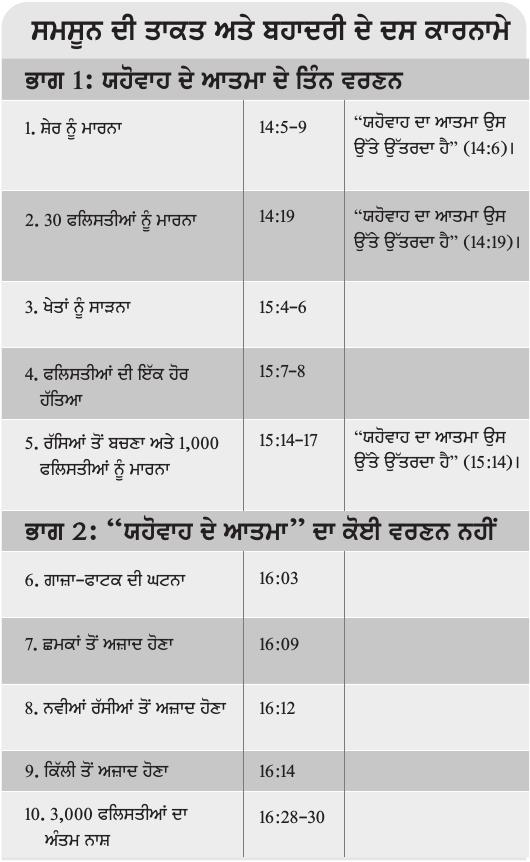 ਸਮਸੂਨ ਦੀ ਤਾਕਤ ਅਤੇ ਬਹਾਦਰੀ ਦੇ ਦਸ ਕਾਰਨਾਮੇ
ਭਾਗ 1: ਯਹੋਵਾਹ ਦੇ ਆਤਮਾ ਦੇ ਤਿੰਨ ਵਰਣਨ
1. ਸ਼ੇਰ ਨੂੰ ਮਾਰਨਾ 14:5–9 “ਯਹੋਵਾਹ ਦਾ ਆਤਮਾ ਉਸ
ਉੱਤੇ ਉੱਤਰਦਾ ਹੈ” (14:6)।
2. 30 ਫਲਿਸਤੀਆਂ ਨੂੰ ਮਾਰਨਾ 14:19 “ਯਹੋਵਾਹ ਦਾ ਆਤਮਾ ਉਸ
ਉੱਤੇ ਉੱਤਰਦਾ ਹੈ” (14:19)।
3. ਖੇਤਾਂ ਨੂੰ ਸਾੜਨਾ 15:4–6
4. ਫਲਿਸਤੀਆਂ ਦੀ ਇੱਕ ਹੋਰ 15:7–8
ਹੱਤਿਆ
5. ਰੱਸਿਆਂ ਤੋਂ ਬਚਣਾ ਅਤੇ 1,000 15:14–17 “ਯਹੋਵਾਹ ਦਾ ਆਤਮਾ ਉਸ
ਫਲਿਸਤੀਆਂ ਨੂੰ ਮਾਰਨਾ ਉੱਤੇ ਉੱਤਰਦਾ ਹੈ” (15:14)।
ਭਾਗ 2: “ਯਹੋਵਾਹ ਦੇ ਆਤਮਾ” ਦਾ ਕੋਈ ਵਰਣਨ ਨਹੀਂ
6. ਗਾਜ਼ਾ–ਫਾਟਕ ਦੀ ਘਟਨਾ 16:03
7. ਛਮਕਾਂ ਤੋਂ ਅਜ਼ਾਦ ਹੋਣਾ 16:09
8. ਨਵੀਆਂ ਰੱਸੀਆਂ ਤੋਂ ਅਜ਼ਾਦ ਹੋਣਾ 16:12
9. ਕਿੱਲੀ ਤੋਂ ਅਜ਼ਾਦ ਹੋਣਾ 16:14
10. 3,000 ਫਲਿਸਤੀਆਂ ਦਾ 16:28–30
ਅੰਤਮ ਨਾਸ਼